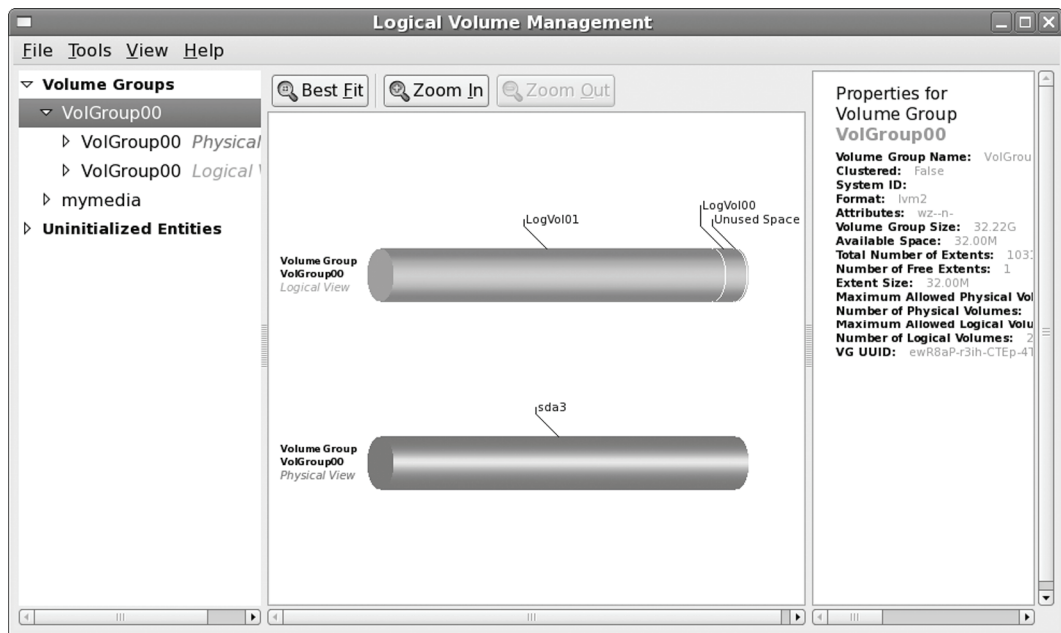 Logical Volume Management
File Tools View Help
Volume Groups
VolGroup00
VolGroup00 Physical
VolGroup00 Logical
mymedia
Uninitialized Entities
Best Fit
Zoom In
Zoom Out
LogVol01
LogVol00
Unused Space
Volume Group
VolGroup00
Logical View
sda3
Volume Group
VolGroup00
Physical View
Properties for
Volume Group
VolGroup00
Volume Group Name: VolGrou
Clustered: False
System ID:
Format: lvm2
Attributes: wz--n-
Volume Group Size: 32.22G
Available Space: 32.00M
Total Number of Extents: 1031
Number of Free Extents: 1
Extent Size: 32.00M
Maximum Allowed Physical Vol
Number of Physical Volumes:
Maximum Allowed Logical Volu
Number of Logical Volumes: 2
VG UUID: ewR8aP-r3ih-CTEp-4T